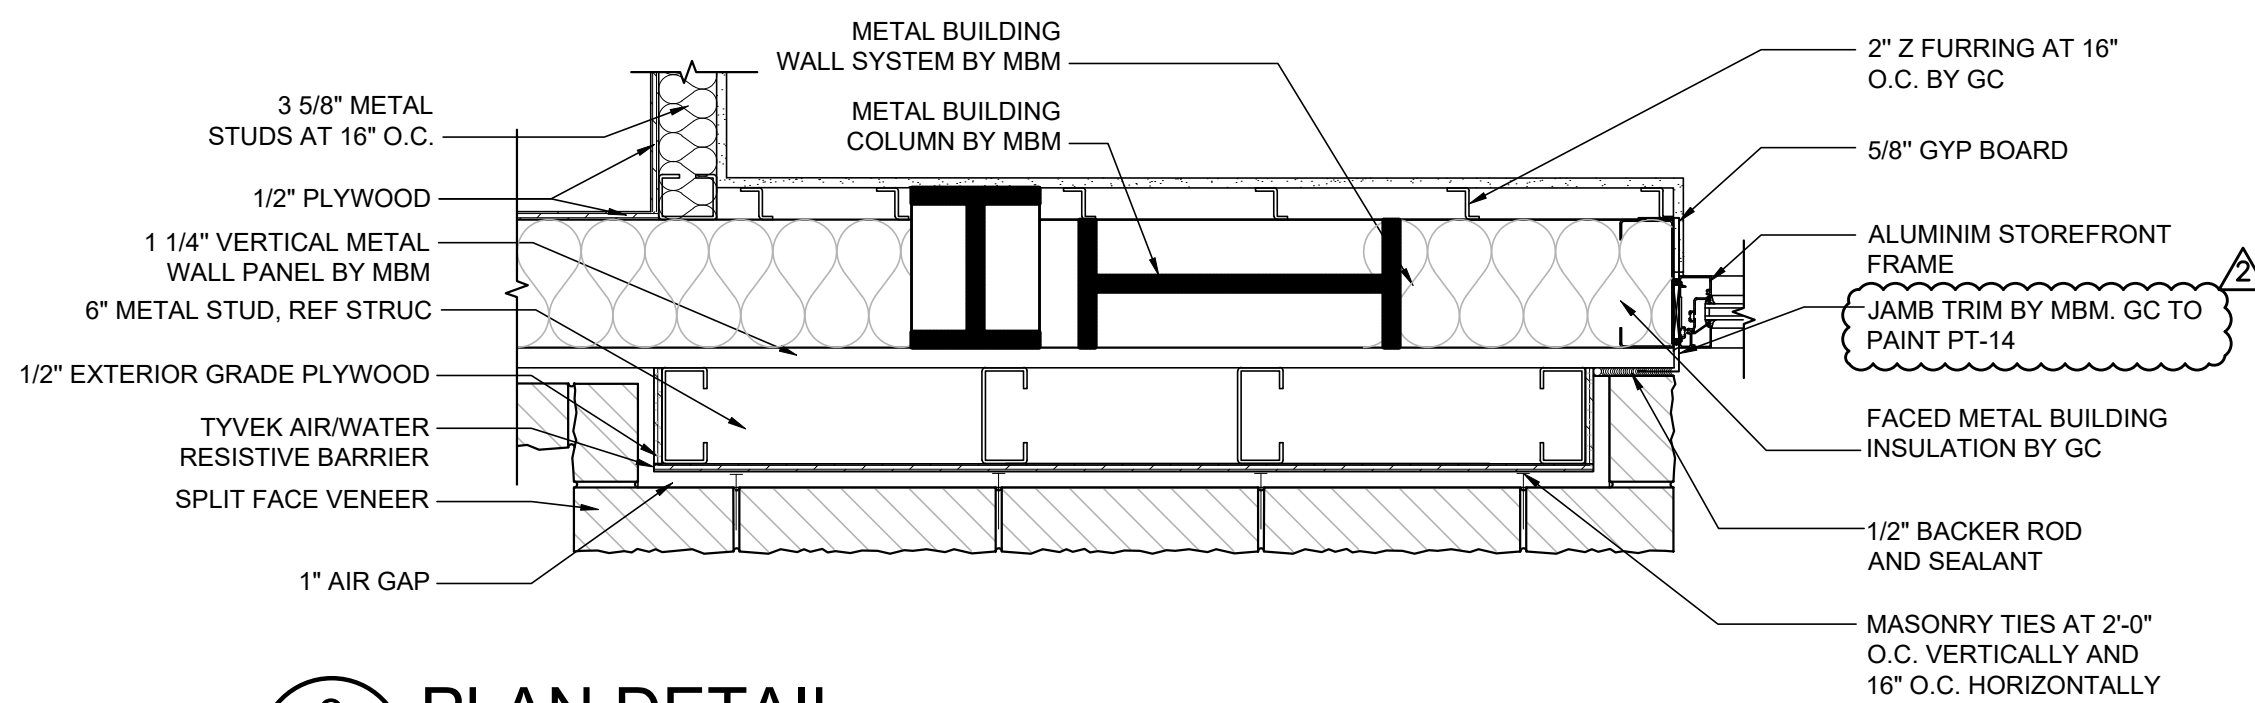 METAL BUILDING
WALL SYSTEM BY MBM
METAL BUILDING
COLUMN BY MBM
3 5/8" METAL
STUDS AT 16" O.C.
1/2" PLYWOOD
1 1/4" VERTICAL METAL
WALL PANEL BY MBM
6" METAL STUD, REF STRUC
1/2" EXTERIOR GRADE PLYWOOD
TYVEK AIR/WATER
RESISTIVE BARRIER
SPLIT FACE VENEER
1" AIR GAP
2" Z FURRING AT 16"
O.C. BY GC
5/8" GYP BOARD
ALUMINIM STOREFRONT
FRAME
2
JAMB TRIM BY MBM. GC TO
PAINT PT-14
FACED METAL BUILDING
INSULATION BY GC
1/2" BACKER ROD
AND SEALANT
MASONRY TIES AT 2'-0"
O.C. VERTICALLY AND
16" O.C. HORIZONTALLY
PLAN DETAIL